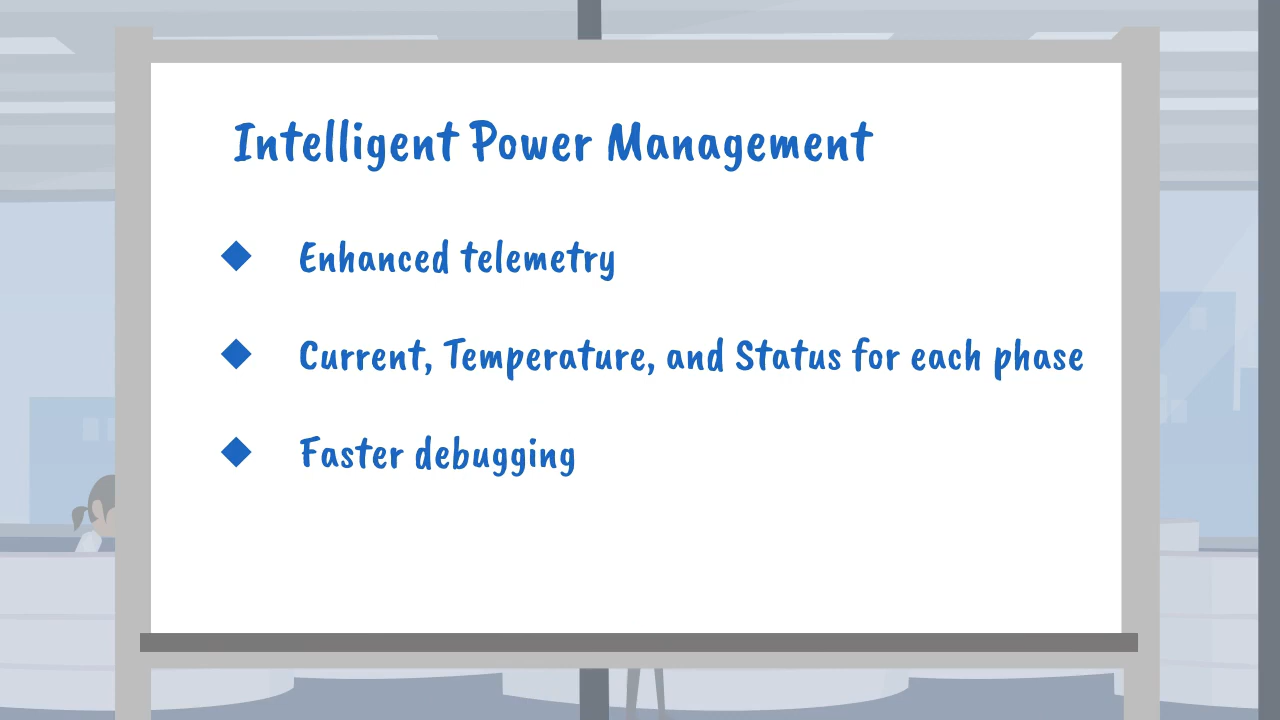 Intelligent Power Management
Enhanced telemetry
Current, Temperature, and Status for each phase
Faster debugging